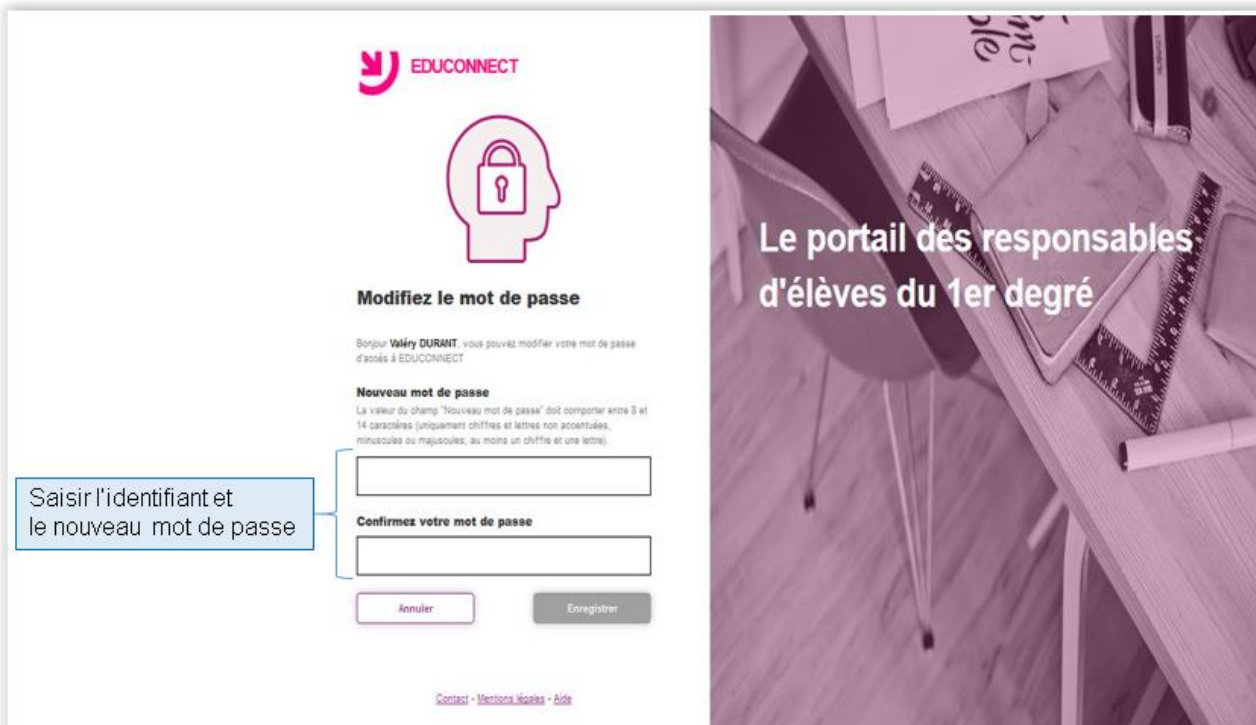 EDUCONNECT
Modifiez le mot de passe
Bonjour Valéry DURANT, vous pouvez modifier votre mot de passe
d'accès à EDUCONNECT
Nouveau mot de passe
La valeur du champ "Nouveau mot de passe" doit comporter entre 8 et
14 caractères (uniquement chiffres et lettres non accentuées,
minuscules ou majuscules, au moins un chiffre et une lettre).
Saisir l'identifiant et
le nouveau mot de passe
Confirmez votre mot de passe
Annuler
Enregistrer
Contact - Mentions légales - Aide
Le portail des responsables
d'élèves du 1er degré